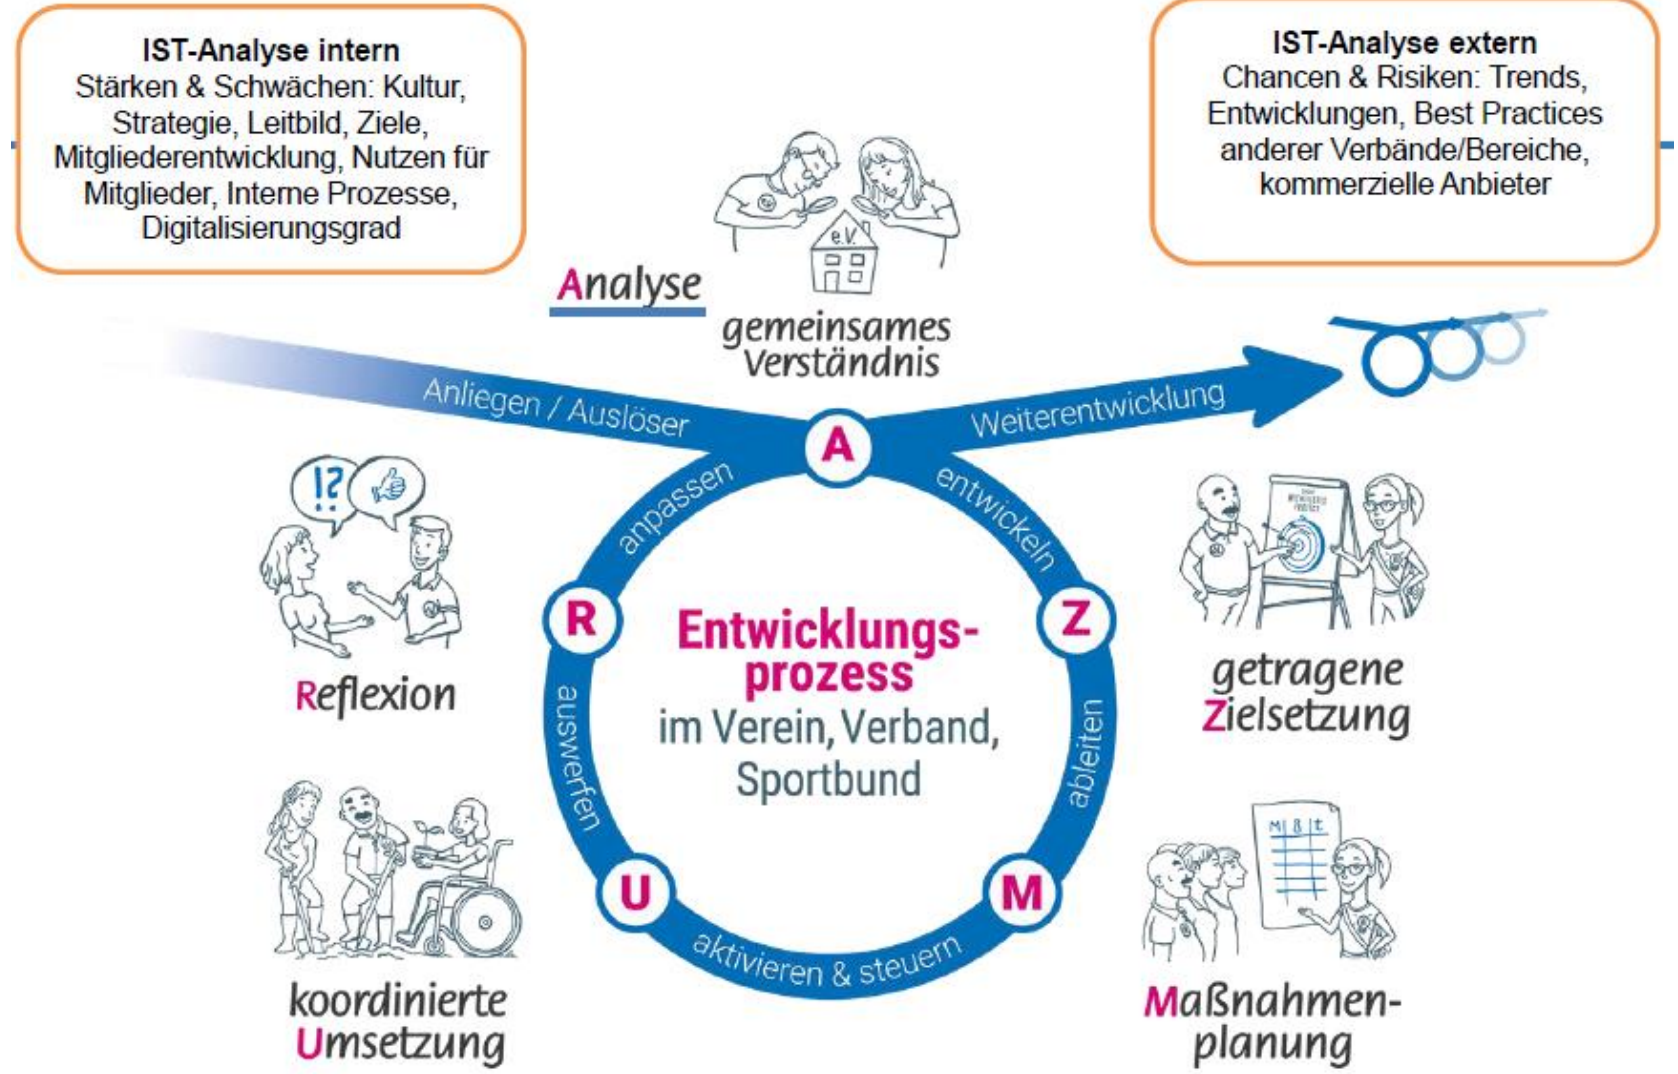 IST-Analyse intern
Stärken & Schwächen: Kultur,
Strategie, Leitbild, Ziele,
Mitgliederentwicklung, Nutzen für
Mitglieder, Interne Prozesse,
Digitalisierungsgrad
IST-Analyse extern
Chancen & Risiken: Trends,
Entwicklungen, Best Practices
anderer Verbände/Bereiche,
kommerzielle Anbieter
e.V.
Analyse
gemeinsames
Verständnis
Anliegen / Auslöser
Weiterentwicklung
A
anpassen
entwickeln
!?
R
Z
Reflexion
Entwicklungs-
prozess
im Verein, Verband,
Sportbund
getragene
Zielsetzung
auswerfen
ableiten
M | B | t
U
M
aktivieren & steuern
koordinierte
Umsetzung
Maßnahmen-
planung